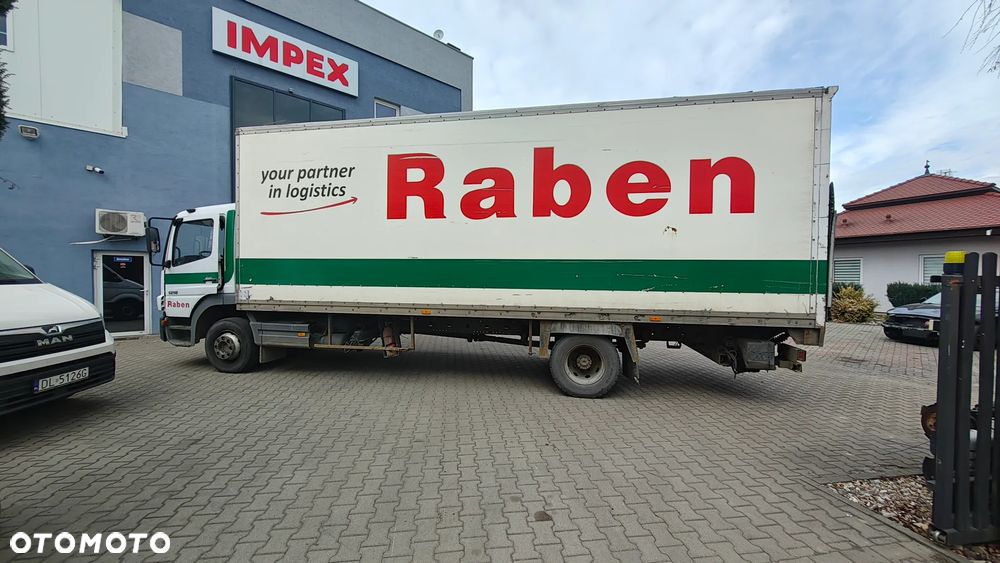 IMPEX
your partner
in logistics
Raben
Raben
MAN
DL·5126G
OTOMOTO